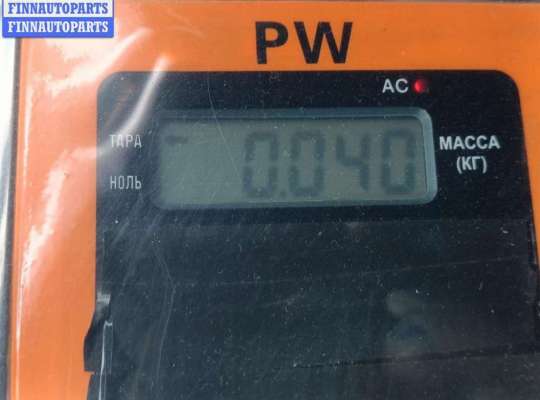 FINNAUTOPARTS
FINNAUTOPARTS
PW
AC
ТАРА
0.040
МАССА
(КГ)
НОЛЬ